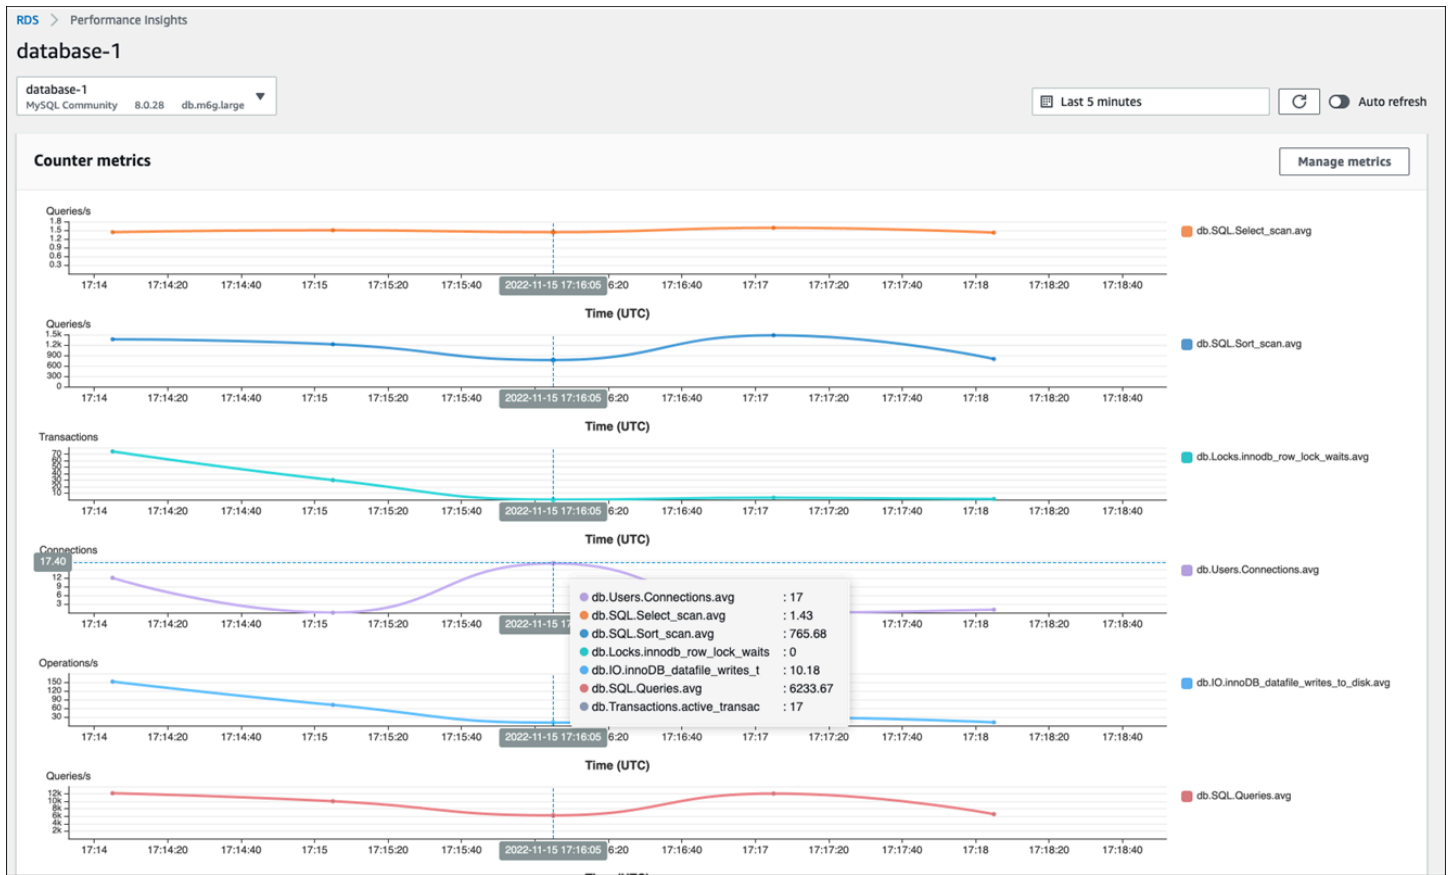 RDS > Performance Insights
database-1
database-1
MySQL Community 8.0.28 db.m6g.large
Last 5 minutes
Auto refresh
Counter metrics
Manage metrics
Queries/s
1.8
1.5
1.2
0.9
0.6
0.3
db.SQL.Select_scan.avg
17:14 17:14:20 17:14:40 17:15 17:15:20 17:15:40 2022-11-15 17:16:05 6:20 17:16:40 17:17 17:17:20 17:17:40 17:18 17:18:20 17:18:40
Time (UTC)
Queries/s
1.5k
1.2k
900
600
300
0
db.SQL.Sort_scan.avg
17:14 17:14:20 17:14:40 17:15 17:15:20 17:15:40 2022-11-15 17:16:05 6:20 17:16:40 17:17 17:17:20 17:17:40 17:18 17:18:20 17:18:40
Time (UTC)
Transactions
70
60
50
40
30
20
10
db.Locks.innodb_row_lock_waits.avg
17:14 17:14:20 17:14:40 17:15 17:15:20 17:15:40 2022-11-15 17:16:05 6:20 17:16:40 17:17 17:17:20 17:17:40 17:18 17:18:20 17:18:40
Time (UTC)
Connections
17.40
12
9
6
3
db.Users.Connections.avg
17:14 17:14:20 17:14:40 17:15 17:15:20 17:15:40 2022-11-15 17 17:17:40 17:18 17:18:20 17:18:40
db.Users.Connections.avg : 17
db.SQL.Select_scan.avg : 1.43
db.SQL.Sort_scan.avg : 765.68
db.Locks.innodb_row_lock_waits : 0
db.IO.innoDB_datafile_writes_t : 10.18
db.SQL.Queries.avg : 6233.67
db.Transactions.active_transac : 17
Operations/s
150
120
90
60
30
db.IO.innoDB_datafile_writes_to_disk.avg
17:14 17:14:20 17:14:40 17:15 17:15:20 17:15:40 2022-11-15 17:16:05 6:20 17:16:40 17:17 17:17:20 17:17:40 17:18 17:18:20 17:18:40
Time (UTC)
Queries/s
12k
10k
8k
6k
4k
2k
db.SQL.Queries.avg
17:14 17:14:20 17:14:40 17:15 17:15:20 17:15:40 2022-11-15 17:16:05 6:20 17:16:40 17:17 17:17:20 17:17:40 17:18 17:18:20 17:18:40